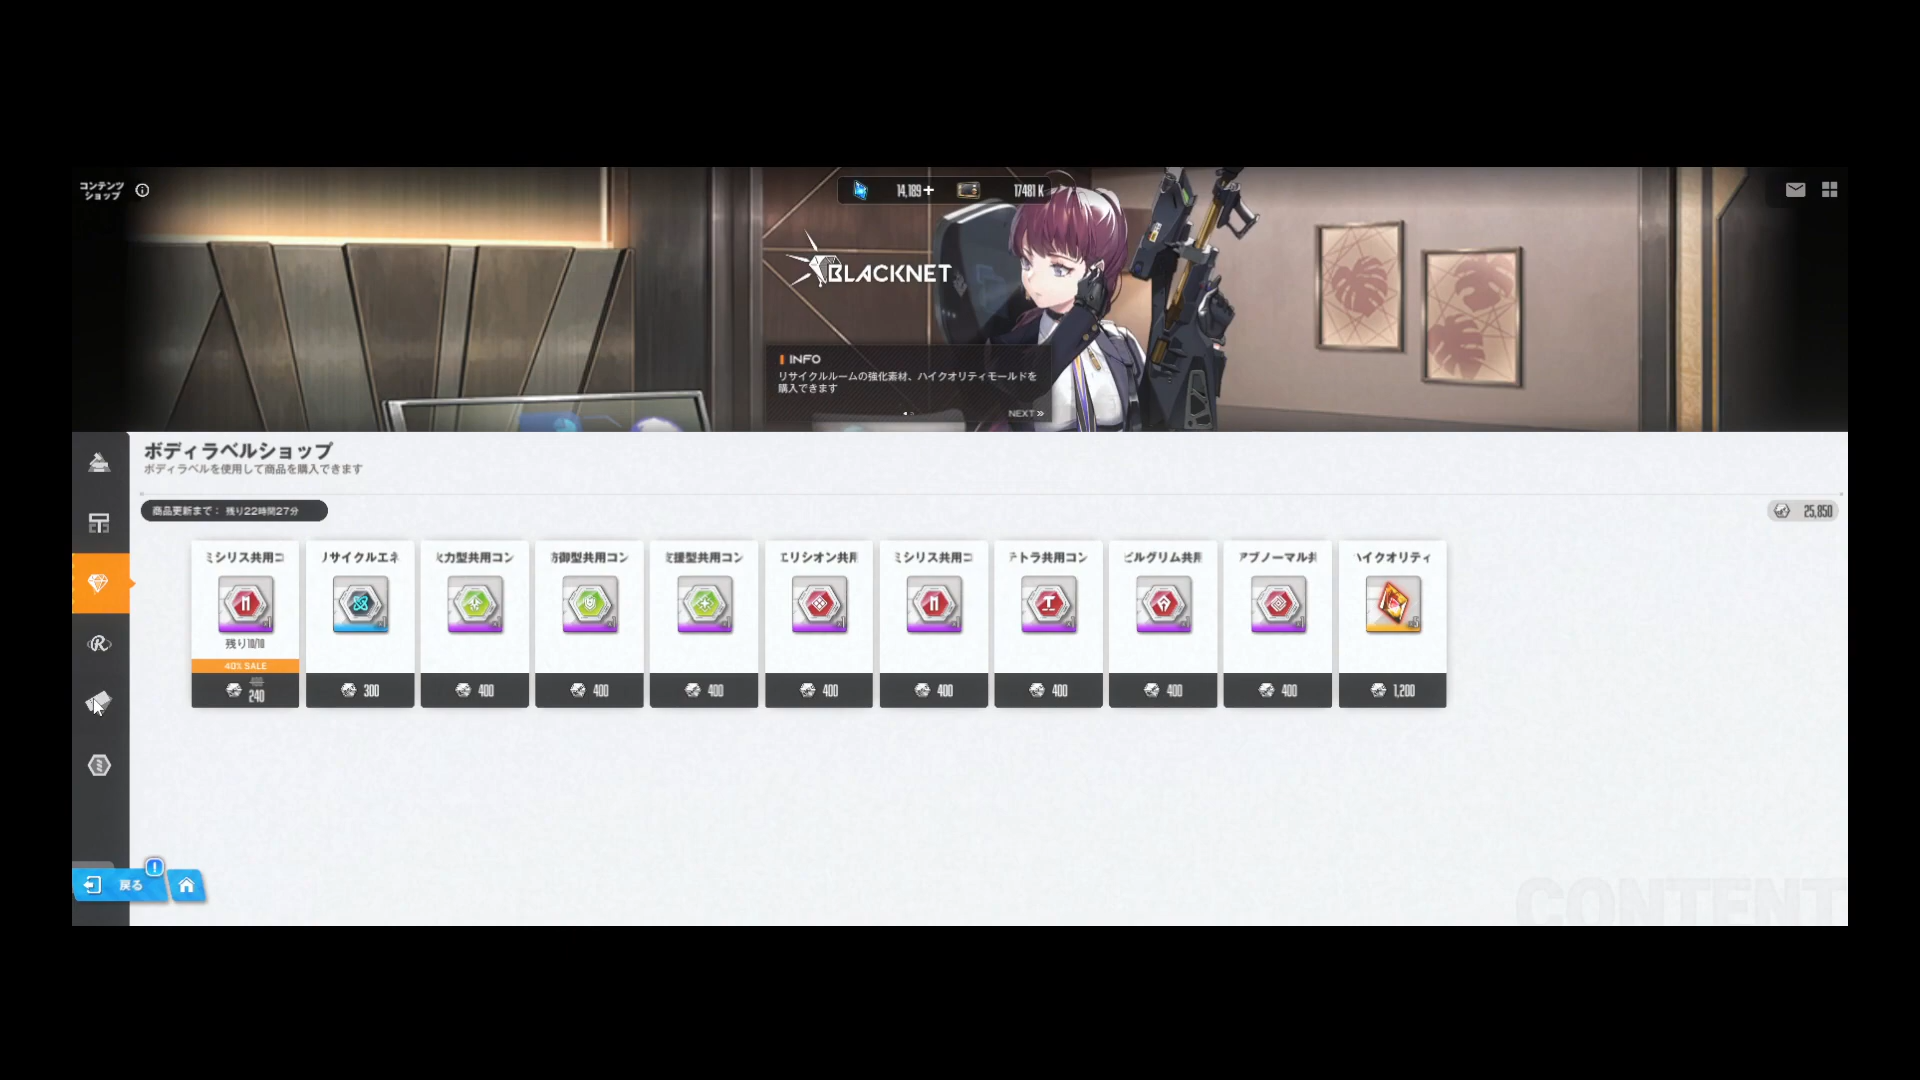 コンテンツ
ショップ
14,189+
17481 K
BLACKNET
INFO
リサイクルルームの強化素材、ハイクオリティモールドを
購入できます
NEXT
ボディラベルショップ
ボディラベルを使用して商品を購入できます
商品更新まで： 残り22時間27分
25,850
ミシリス共用コ
リサイクルエネ
火力型共用コン
防御型共用コン
支援型共用コン
エリシオン共用
ミシリス共用コ
テトラ共用コン
ピルグリム共用
アブノーマル共
ハイクオリティ
残り10/10
40% SALE
240
300
400
400
400
400
400
400
400
400
1,200
戻る
CONTENT